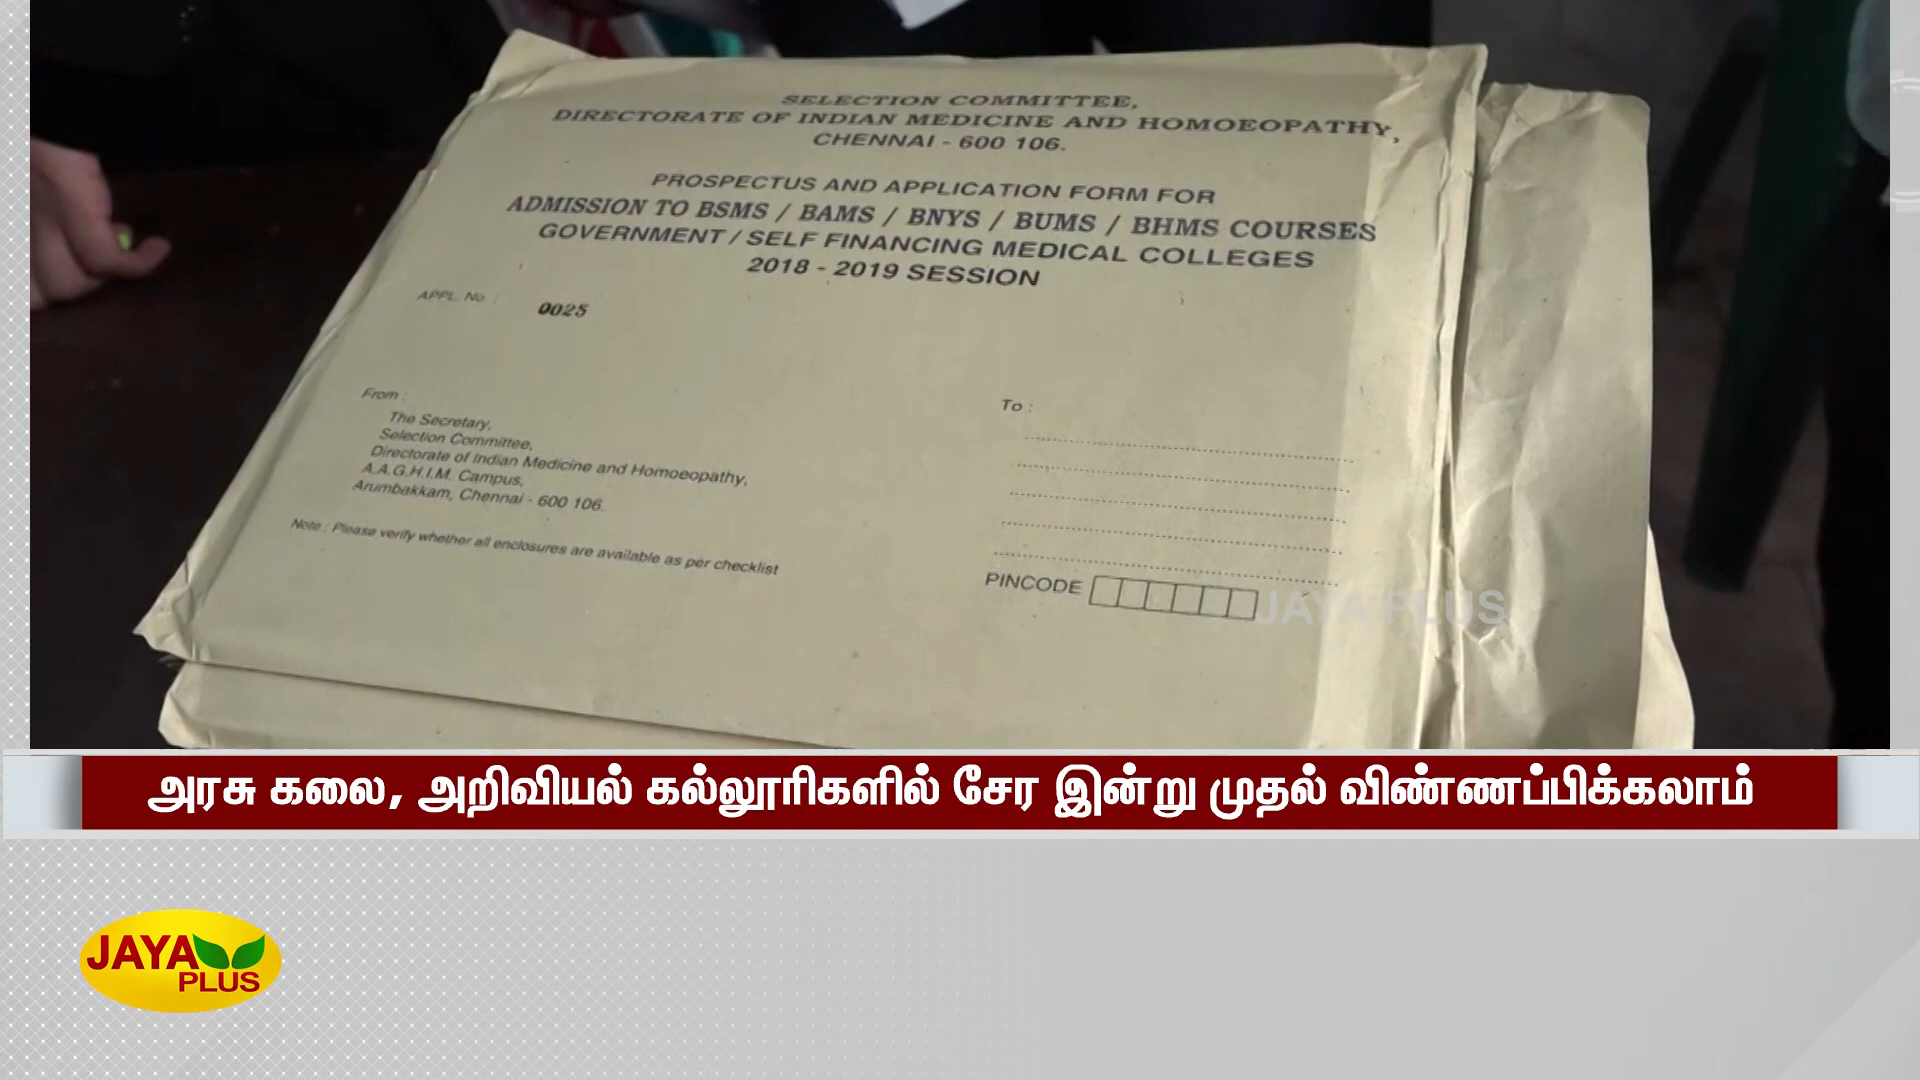 SELECTION COMMITTEE,
DIRECTORATE OF INDIAN MEDICINE AND HOMOEOPATHY,
CHENNAI - 600 106.
PROSPECTUS AND APPLICATION FORM FOR
ADMISSION TO BSMS / BAMS / BNYS / BUMS / BHMS COURSES
GOVERNMENT / SELF FINANCING MEDICAL COLLEGES
2018 - 2019 SESSION
APPL. No. : 0025
From :
The Secretary,
Selection Committee,
Directorate of Indian Medicine and Homoeopathy,
A.A.G.H.I.M. Campus,
Arumbakkam, Chennai - 600 106.
Note : Please verify whether all enclosures are available as per checklist
To :
PINCODE
JAYA PLUS
அரசு கலை, அறிவியல் கல்லூரிகளில் சேர இன்று முதல் விண்ணப்பிக்கலாம்
JAYA
PLUS